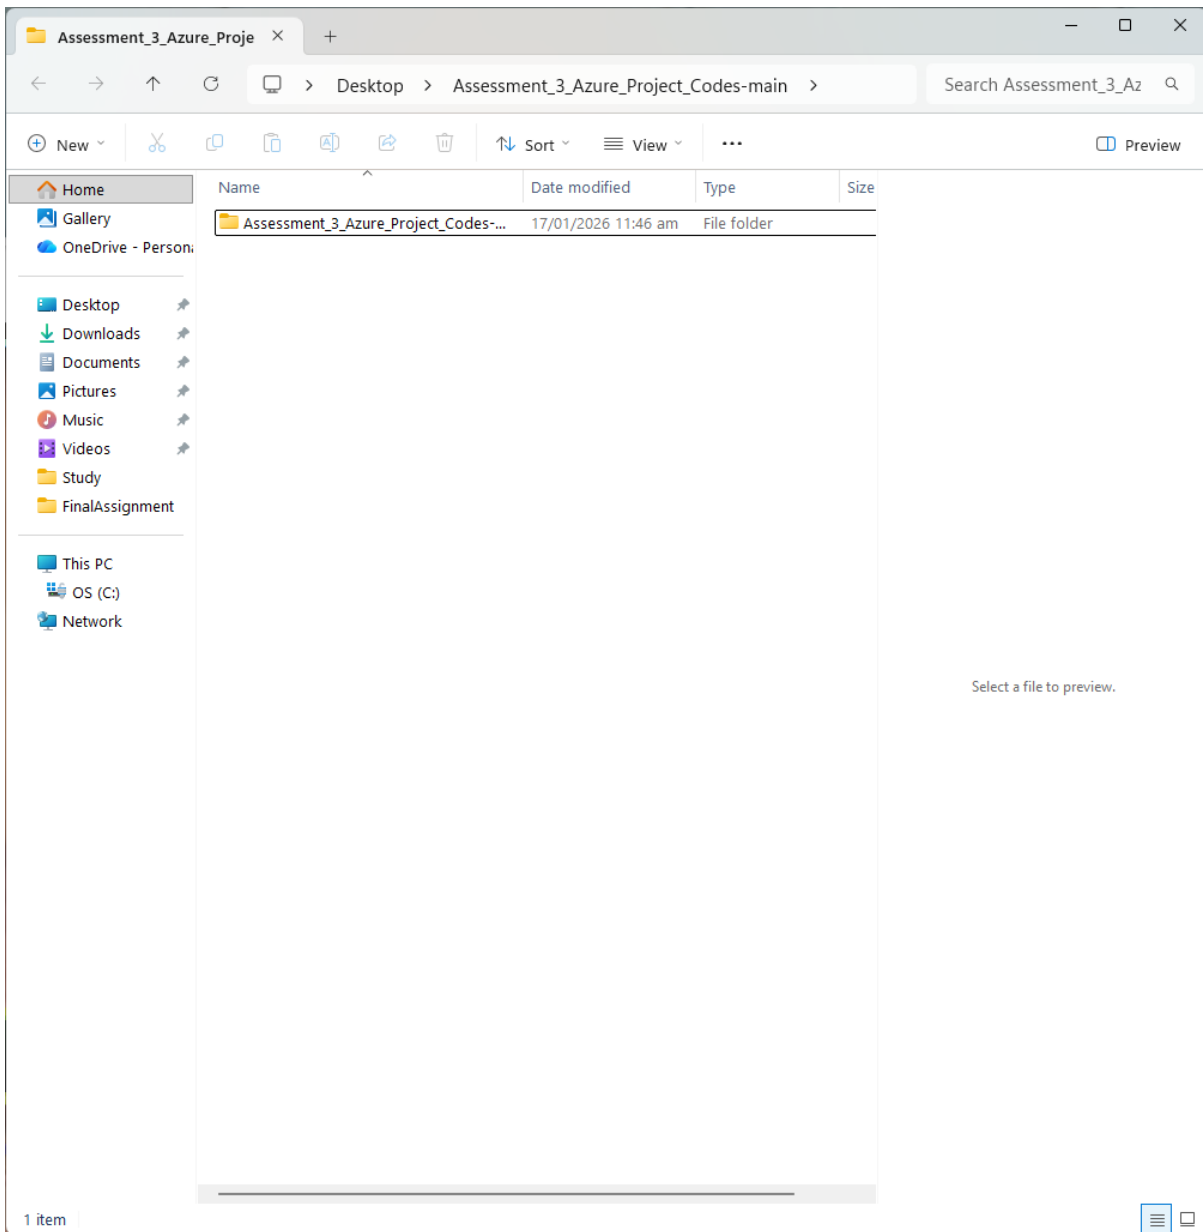 Assessment_3_Azure_Proje
Desktop > Assessment_3_Azure_Project_Codes-main >
Search Assessment_3_Az
New
Sort
View
Preview
Home
Gallery
OneDrive - Persona
Desktop
Downloads
Documents
Pictures
Music
Videos
Study
FinalAssignment
This PC
OS (C:)
Network
Name Date modified Type Size
Assessment_3_Azure_Project_Codes-... 17/01/2026 11:46 am File folder
Select a file to preview.
1 item